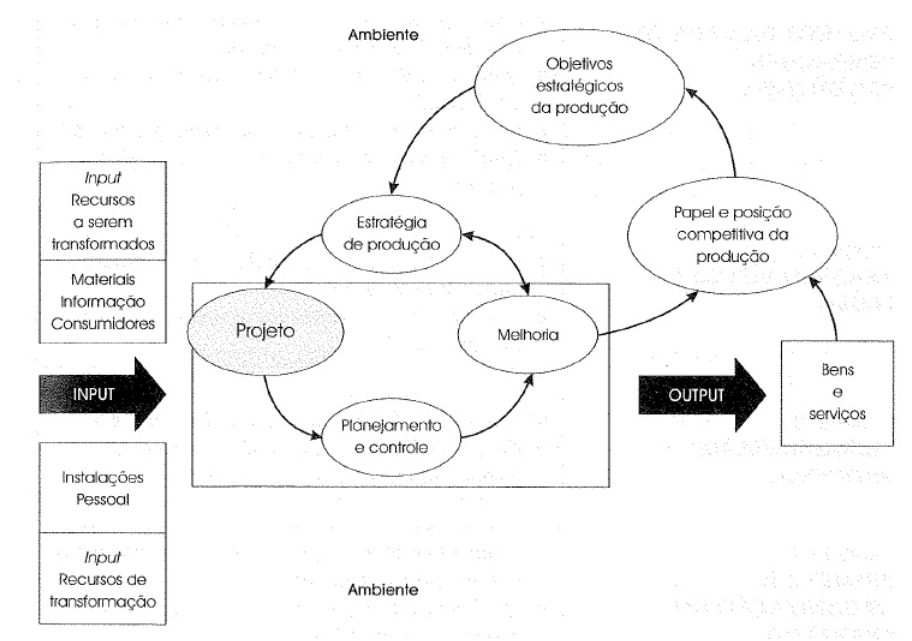 Ambiente
Objetivos
estratégicos
da produção
Input
Recursos
a serem
transformados
Materiais
Informação
Consumidores
Estratégia
de produção
Papel e posição
competitiva da
produção
Projeto
Melhoria
INPUT
OUTPUT
Bens
e
serviços
Planejamento
e controle
Instalações
Pessoal
Input
Recursos de
transformação
Ambiente